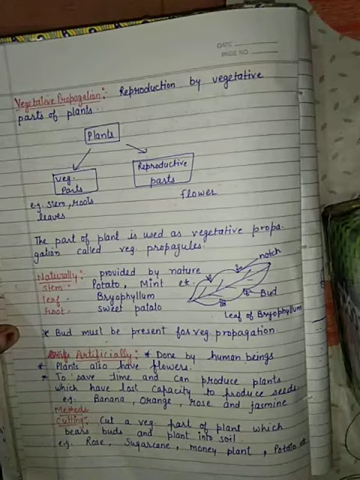 DATE
PAGE NO.
Vegetative Propagation: Reproduction by vegetative
parts of plants.
Plants
Veg. Parts
Reproductive parts
e.g. stem, roots
leaves
flower
The part of plant is used as vegetative propa-
gation called veg. propagules.
Naturally: provided by nature
Stem - Potato, Mint etc.
leaf - Bryophyllum
root - sweet patato
notch
Bud
Leaf of Bryophyllum
* Bud must be present for veg. propagation.
Artificially: * Done by human beings
* Plants also have flowers.
* To save time and can produce plants
which have lost capacity to produce seeds.
e.g. Banana, orange, rose and jasmine
Methods
Cutting: Cut a veg. part of plant which
bears buds and plant into soil.
e.g. Rose, Sugarcane, money plant, Potato etc.